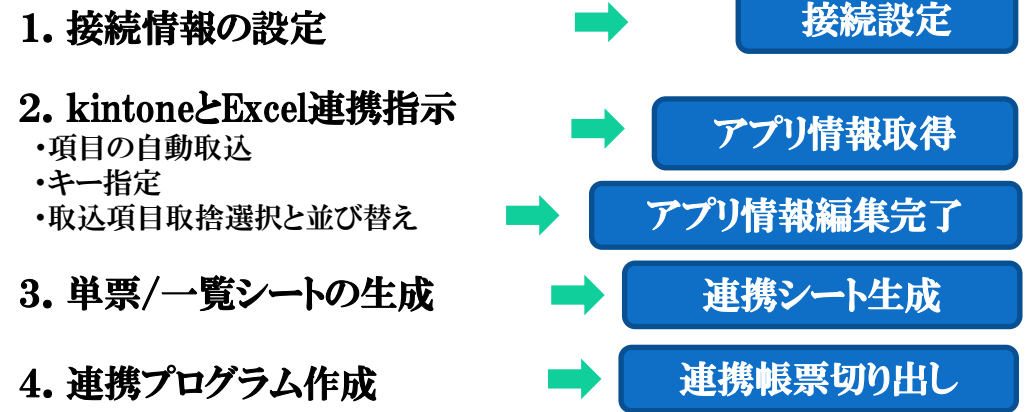 1. 接続情報の設定
接続設定
2. kintoneとExcel連携指示
・項目の自動取込
アプリ情報取得
・キー指定
・取込項目取捨選択と並び替え
アプリ情報編集完了
3. 単票/一覧シートの生成
連携シート生成
4. 連携プログラム作成
連携帳票切り出し